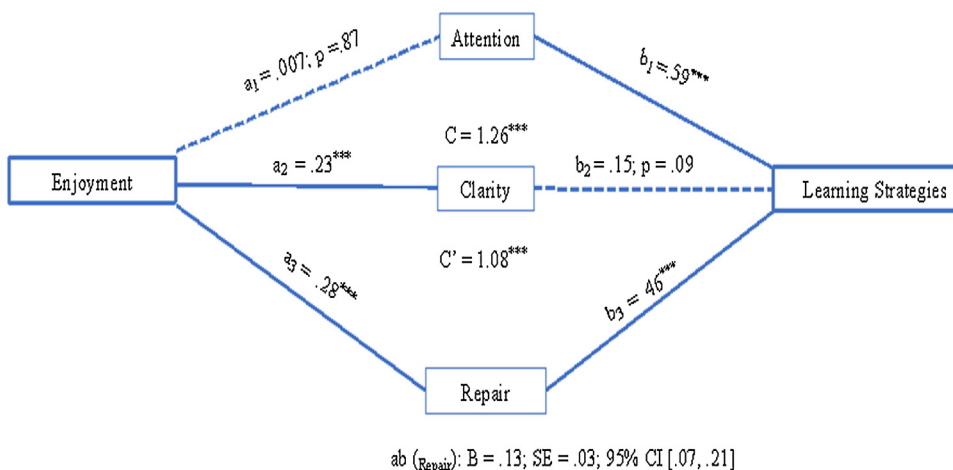 Attention
a1 = .007; p =.87
b1=.59***
C = 1.26***
a2 = .23***
b2 = .15; p = .09
Enjoyment
Clarity
Learning Strategies
C' = 1.08***
a3 = .28***
b3 = 46***
Repair
ab (Repair): B = .13; SE = .03; 95% CI [.07, .21]